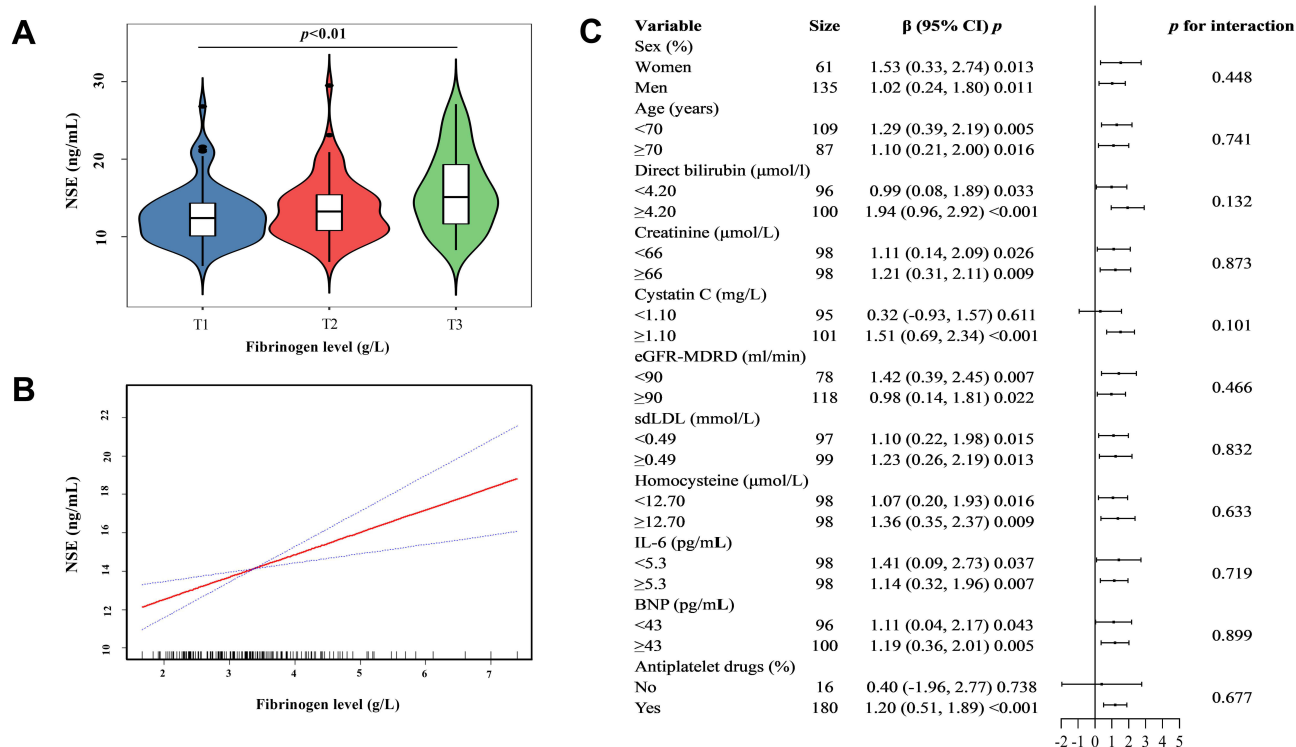 A
p<0.01
NSE (ng/mL)
30
20
10
T1 T2 T3
Fibrinogen level (g/L)
B
NSE (ng/mL)
22
20
18
16
14
12
10
2 3 4 5 6 7
Fibrinogen level (g/L)
C
Variable Size β (95% CI) p p for interaction
Sex (%)
Women 61 1.53 (0.33, 2.74) 0.013
0.448
Men 135 1.02 (0.24, 1.80) 0.011
Age (years)
<70 109 1.29 (0.39, 2.19) 0.005
0.741
≥70 87 1.10 (0.21, 2.00) 0.016
Direct bilirubin (μmol/l)
<4.20 96 0.99 (0.08, 1.89) 0.033
0.132
≥4.20 100 1.94 (0.96, 2.92) <0.001
Creatinine (μmol/L)
<66 98 1.11 (0.14, 2.09) 0.026
0.873
≥66 98 1.21 (0.31, 2.11) 0.009
Cystatin C (mg/L)
<1.10 95 0.32 (-0.93, 1.57) 0.611
0.101
≥1.10 101 1.51 (0.69, 2.34) <0.001
eGFR-MDRD (ml/min)
<90 78 1.42 (0.39, 2.45) 0.007
0.466
≥90 118 0.98 (0.14, 1.81) 0.022
sdLDL (mmol/L)
<0.49 97 1.10 (0.22, 1.98) 0.015
0.832
≥0.49 99 1.23 (0.26, 2.19) 0.013
Homocysteine (μmol/L)
<12.70 98 1.07 (0.20, 1.93) 0.016
0.633
≥12.70 98 1.36 (0.35, 2.37) 0.009
IL-6 (pg/mL)
<5.3 98 1.41 (0.09, 2.73) 0.037
0.719
≥5.3 98 1.14 (0.32, 1.96) 0.007
BNP (pg/mL)
<43 96 1.11 (0.04, 2.17) 0.043
0.899
≥43 100 1.19 (0.36, 2.01) 0.005
Antiplatelet drugs (%)
No 16 0.40 (-1.96, 2.77) 0.738
0.677
Yes 180 1.20 (0.51, 1.89) <0.001
-2 -1 0 1 2 3 4 5